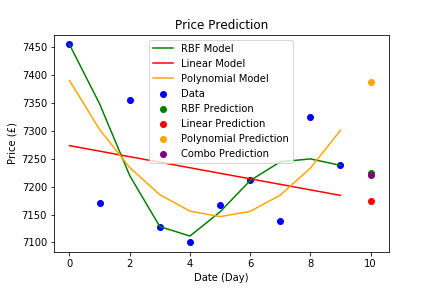 Price Prediction
7450
7400
7350
7300
7250
7200
7150
7100
Price (£)
RBF Model
Linear Model
Polynomial Model
Data
RBF Prediction
Linear Prediction
Polynomial Prediction
Combo Prediction
0 2 4 6 8 10
Date (Day)